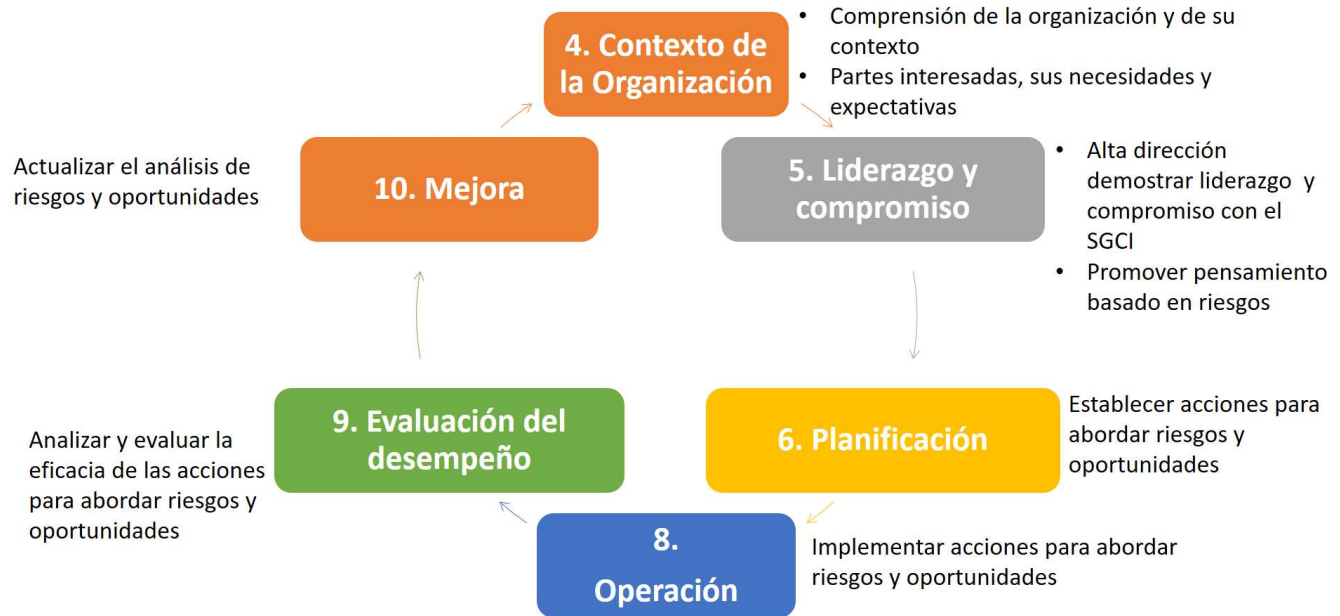 4. Contexto de
la Organización
• Comprensión de la organización y de su
contexto
• Partes interesadas, sus necesidades y
expectativas
5. Liderazgo y
compromiso
• Alta dirección
demostrar liderazgo y
compromiso con el
SGCI
• Promover pensamiento
basado en riesgos
6. Planificación
Establecer acciones para
abordar riesgos y
oportunidades
8.
Operación
Implementar acciones para abordar
riesgos y oportunidades
9. Evaluación del
desempeño
Analizar y evaluar la
eficacia de las acciones
para abordar riesgos y
oportunidades
10. Mejora
Actualizar el análisis de
riesgos y oportunidades